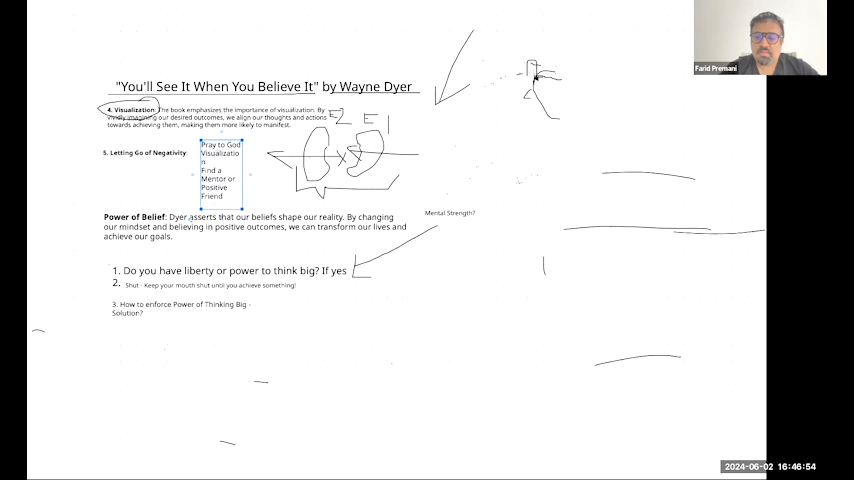 Farid Premani
"You'll See It When You Believe It" by Wayne Dyer
4. Visualization: The book emphasizes the importance of visualization. By
vividly imagining our desired outcomes, we align our thoughts and actions
towards achieving them, making them more likely to manifest.
E2 E1
5. Letting Go of Negativity:
Pray to God
Visualizatio
n
Find a
Mentor or
Positive
Friend
X X
Mental Strength?
Power of Belief: Dyer asserts that our beliefs shape our reality. By changing
our mindset and believing in positive outcomes, we can transform our lives and
achieve our goals.
1. Do you have liberty or power to think big? If yes
2. Shut - Keep your mouth shut until you achieve something!
3. How to enforce Power of Thinking Big -
Solution?
2024-06-02 16:46:54